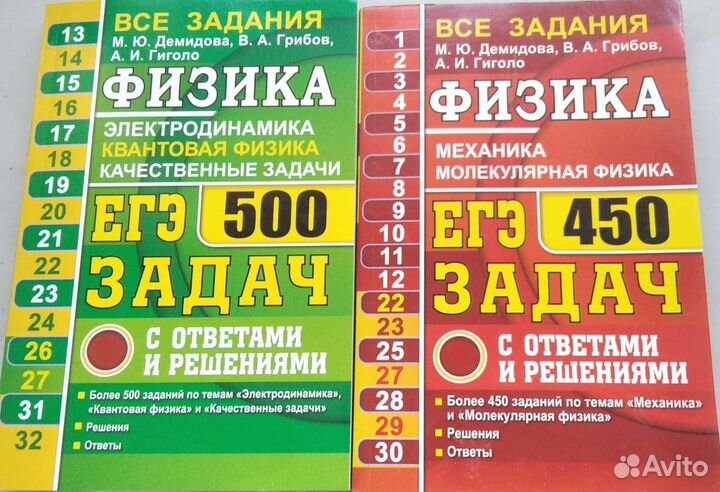 13
14
15
16
17
18
19
20
21
22
23
24
26
27
31
32
ВСЕ ЗАДАНИЯ
М. Ю. Демидова, В. А. Грибов,
А. И. Гиголо
ФИЗИКА
ЭЛЕКТРОДИНАМИКА
КВАНТОВАЯ ФИЗИКА
КАЧЕСТВЕННЫЕ ЗАДАЧИ
ЕГЭ 500
ЗАДАЧ
С ОТВЕТАМИ
И РЕШЕНИЯМИ
Более 500 заданий по темам «Электродинамика»,
«Квантовая физика» и «Качественные задачи»
Решения
Ответы
1
2
3
4
5
6
7
8
9
10
11
12
22
23
25
27
28
29
30
ВСЕ ЗАДАНИЯ
М. Ю. Демидова, В. А. Грибов,
А. И. Гиголо
ФИЗИКА
МЕХАНИКА
МОЛЕКУЛЯРНАЯ ФИЗИКА
ЕГЭ 450
ЗАДАЧ
С ОТВЕТАМИ
И РЕШЕНИЯМИ
Более 450 заданий по темам «Механика»
и «Молекулярная физика»
Решения
Ответы
Avito